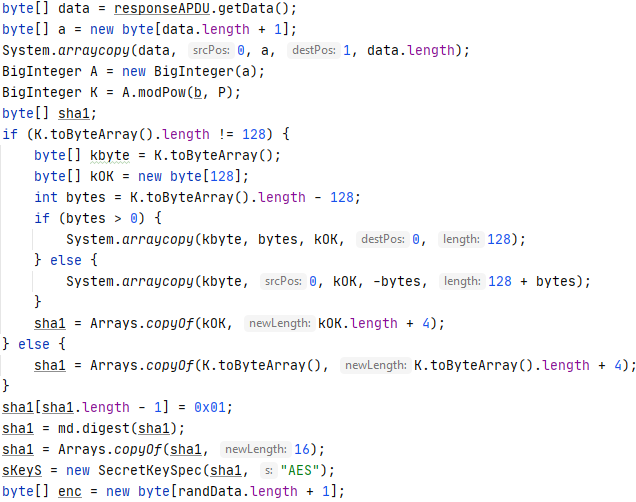 byte[] data = responseAPDU.getData();
byte[] a = new byte[data.length + 1];
System.arraycopy(data, srcPos: 0, a, destPos: 1, data.length);
BigInteger A = new BigInteger(a);
BigInteger K = A.modPow(b, P);
byte[] sha1;
if (K.toByteArray().length != 128) {
    byte[] kbyte = K.toByteArray();
    byte[] kOK = new byte[128];
    int bytes = K.toByteArray().length - 128;
    if (bytes > 0) {
        System.arraycopy(kbyte, bytes, kOK, destPos: 0, length: 128);
    } else {
        System.arraycopy(kbyte, srcPos: 0, kOK, -bytes, length: 128 + bytes);
    }
    sha1 = Arrays.copyOf(kOK, newLength: kOK.length + 4);
} else {
    sha1 = Arrays.copyOf(K.toByteArray(), newLength: K.toByteArray().length + 4);
}
sha1[sha1.length - 1] = 0x01;
sha1 = md.digest(sha1);
sha1 = Arrays.copyOf(sha1, newLength: 16);
sKeyS = new SecretKeySpec(sha1, s: "AES");
byte[] enc = new byte[randData.length + 1];